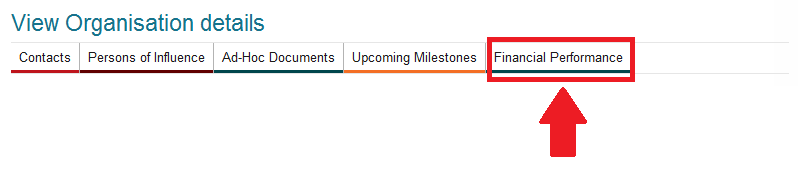 View Organisation details
Contacts Persons of Influence Ad-Hoc Documents Upcoming Milestones Financial Performance